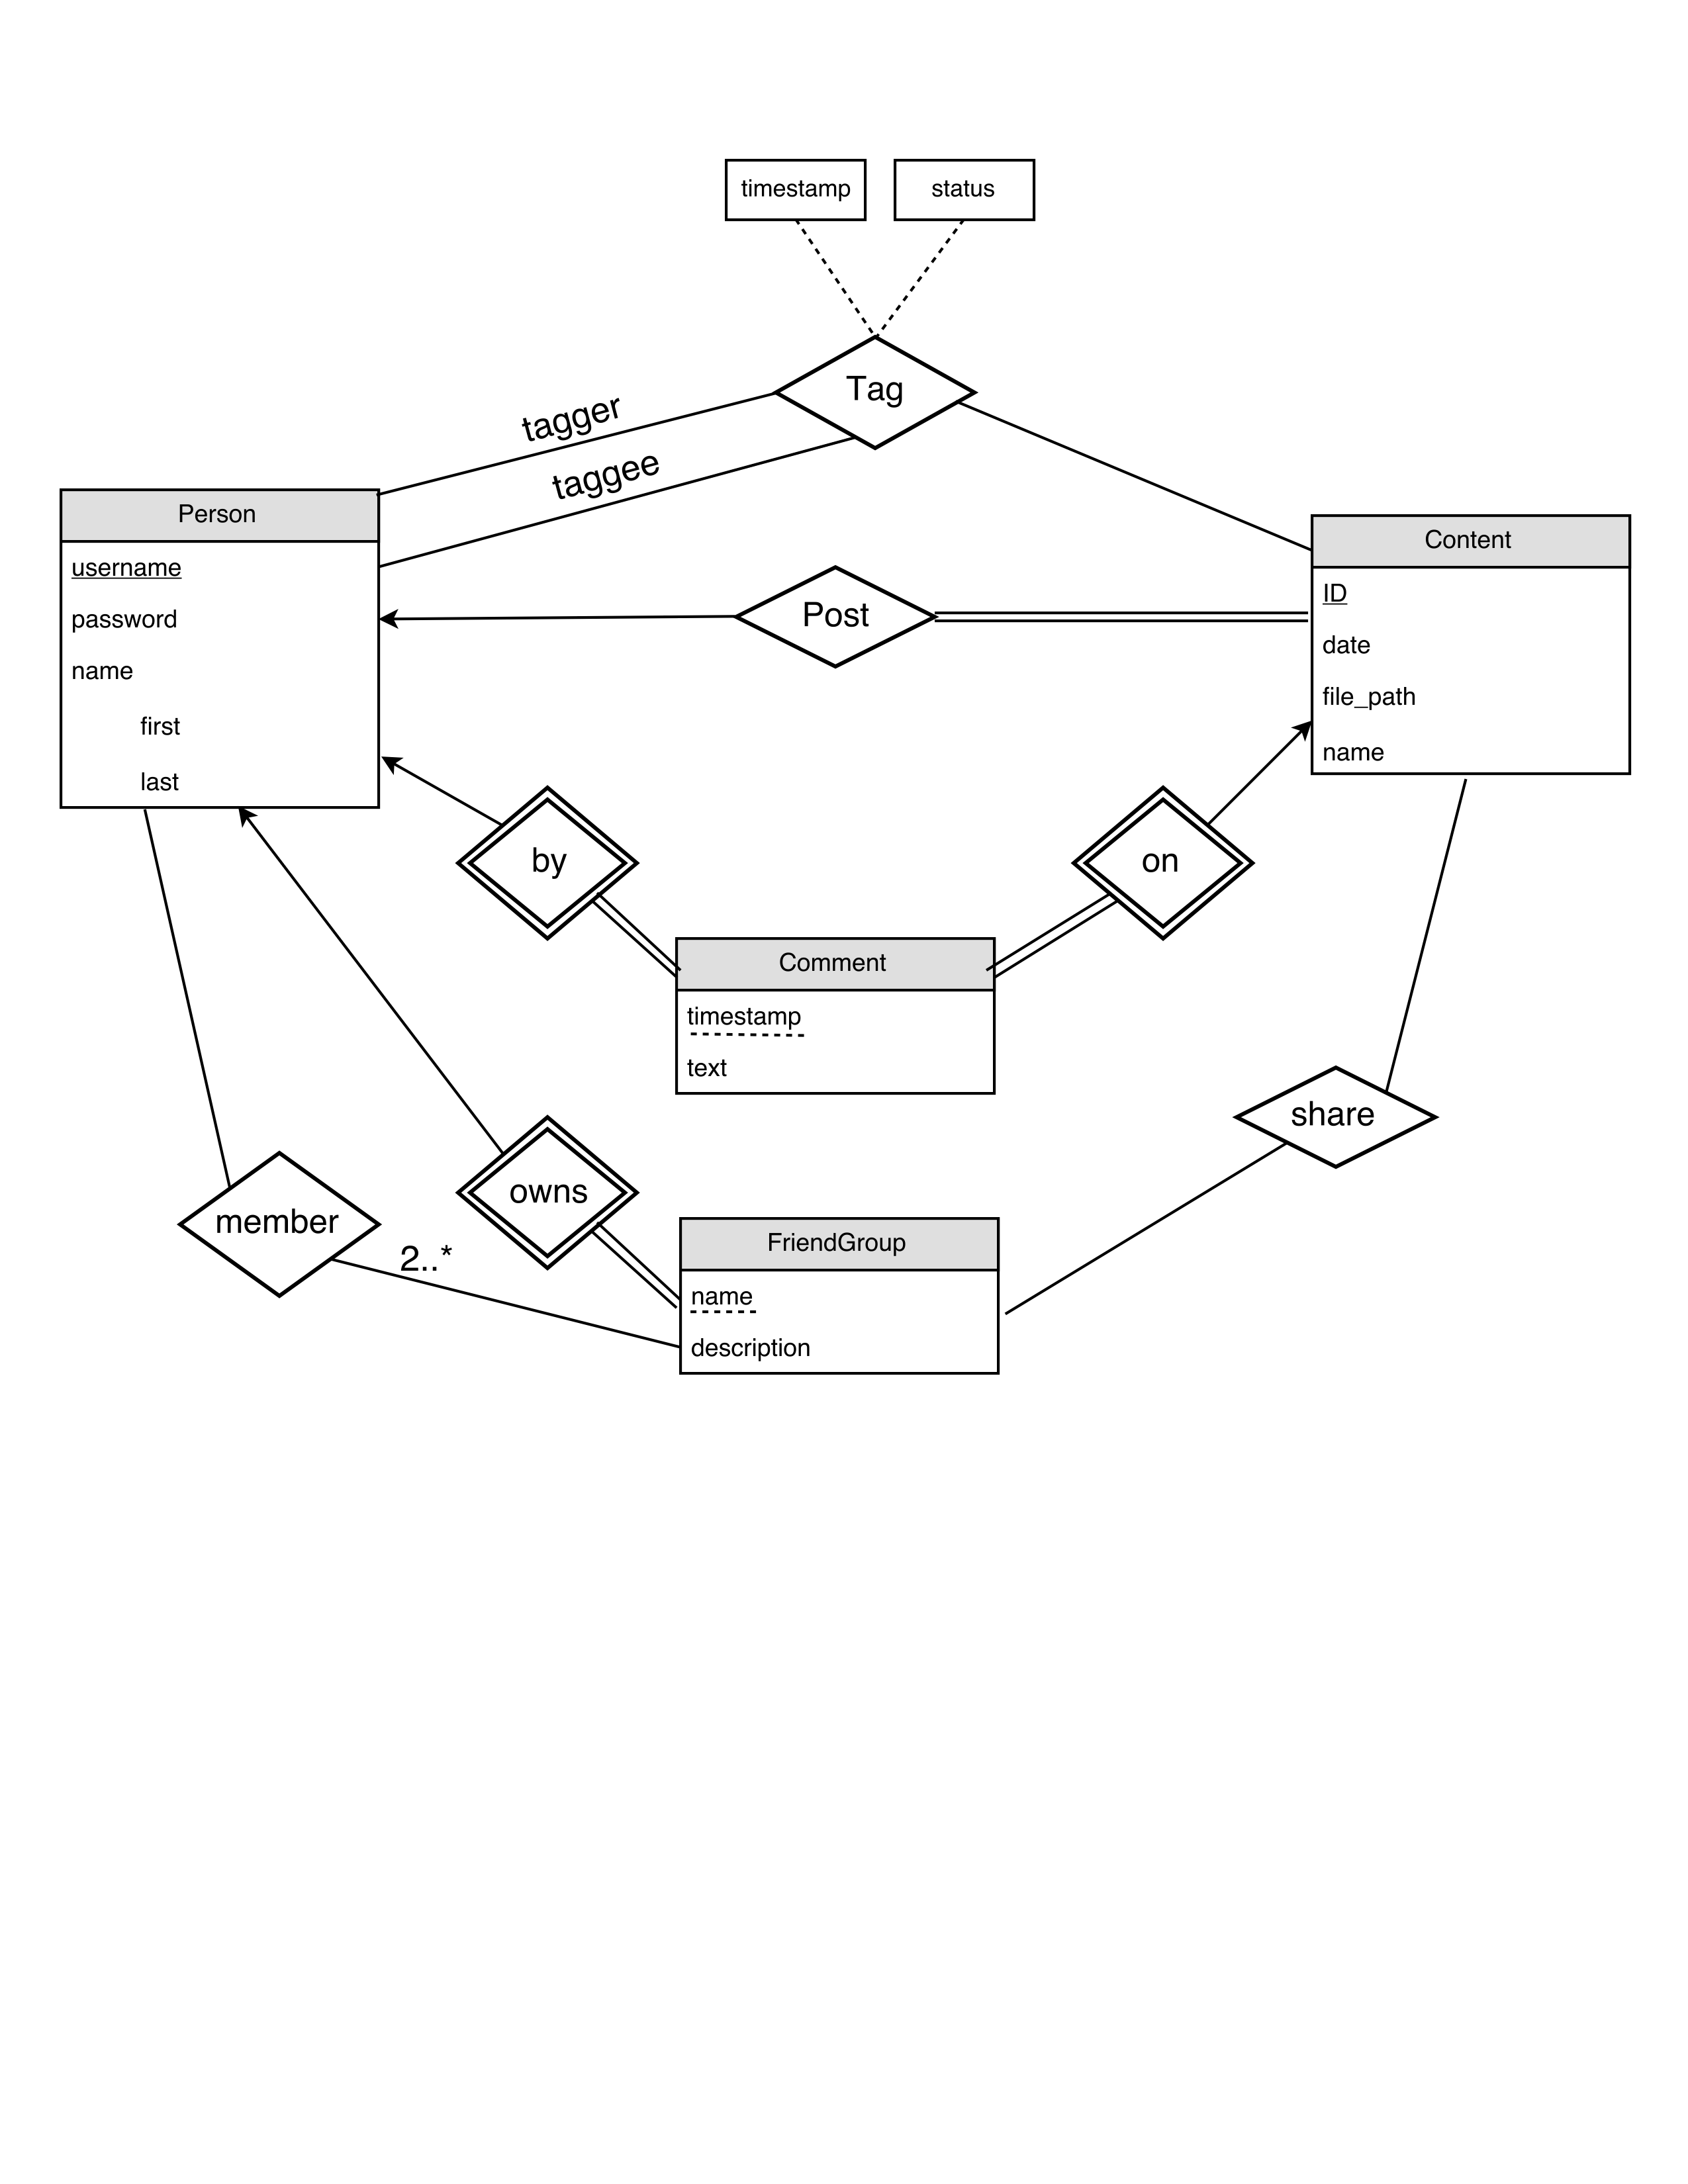 timestamp
status
Tag
tagger
taggee
Person
username
password
name
first
last
Post
Content
ID
date
file_path
name
by
on
Comment
timestamp
text
share
member
owns
2..*
FriendGroup
name
description